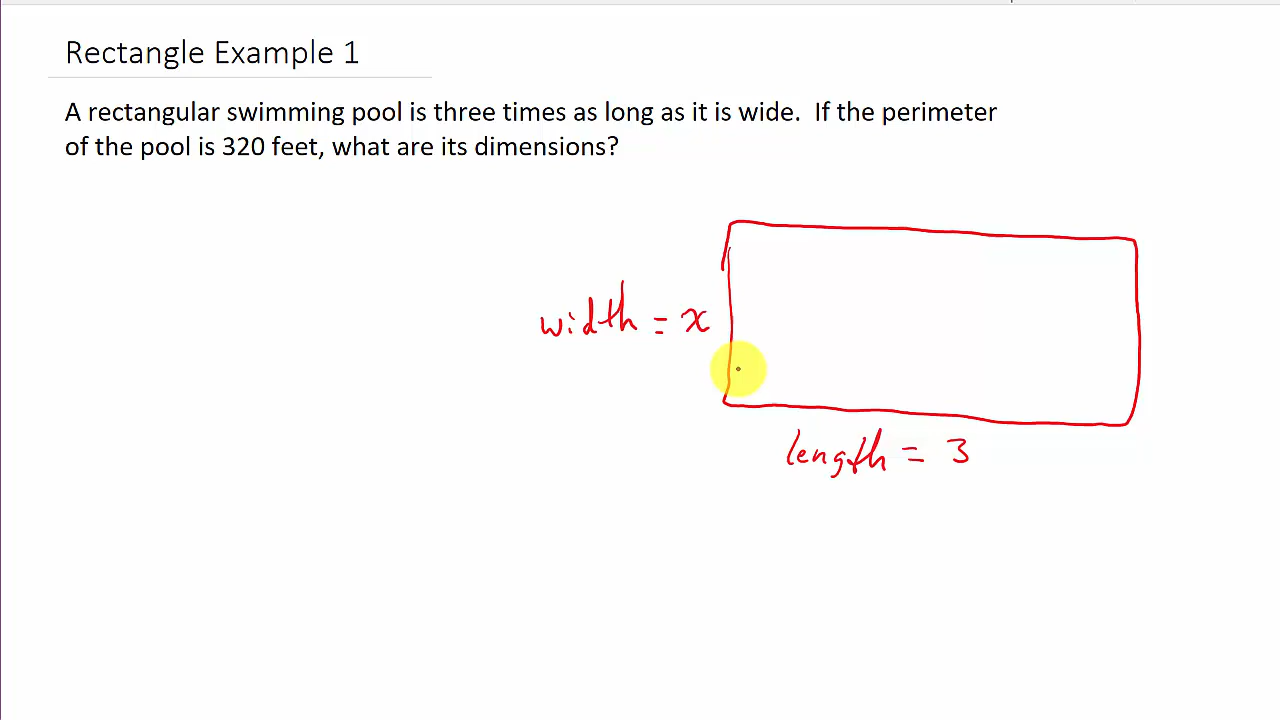 Rectangle Example 1
A rectangular swimming pool is three times as long as it is wide. If the perimeter
of the pool is 320 feet, what are its dimensions?
width = x
length = 3